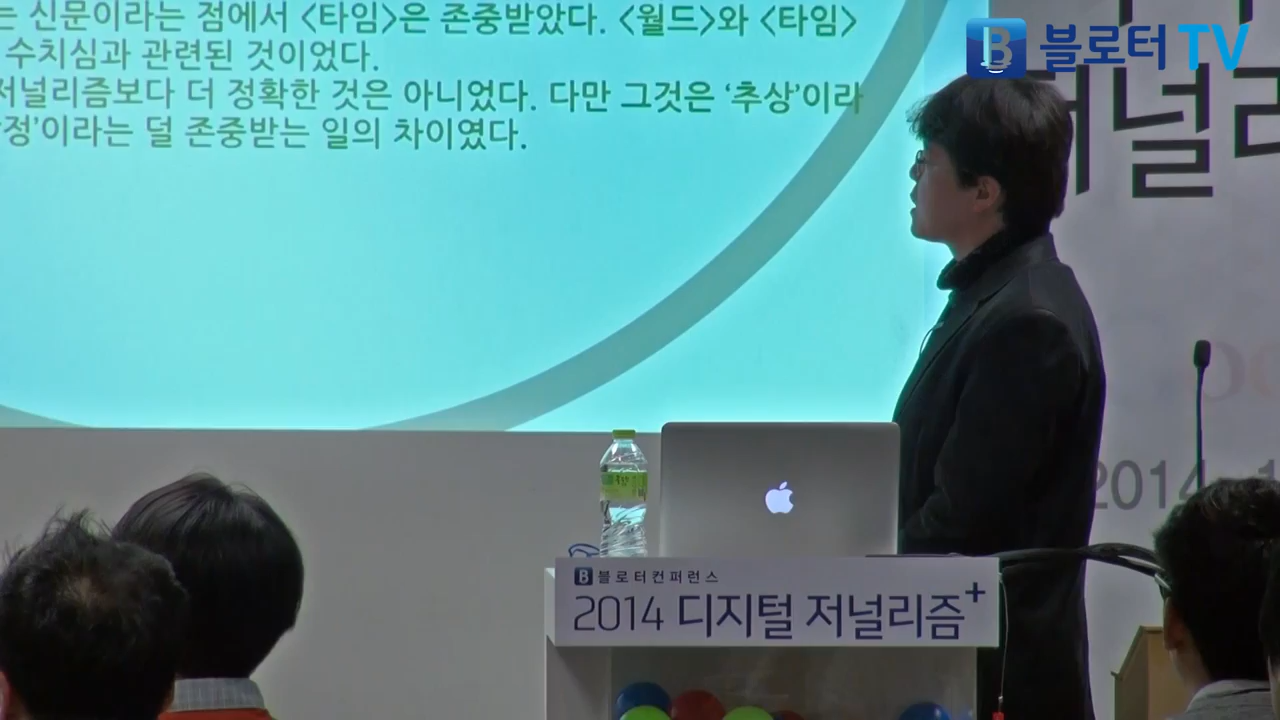 는 신문이라는 점에서 <타임>은 존중받았다. <월드>와 <타임>
수치심과 관련된 것이었다.
저널리즘보다 더 정확한 것은 아니었다. 다만 그것은 ‘추상’이라
정’이라는 덜 존중받는 일의 차이였다.
B 블로터 TV
저널리
2014
B 블로터컨퍼런스
2014 디지털 저널리즘+